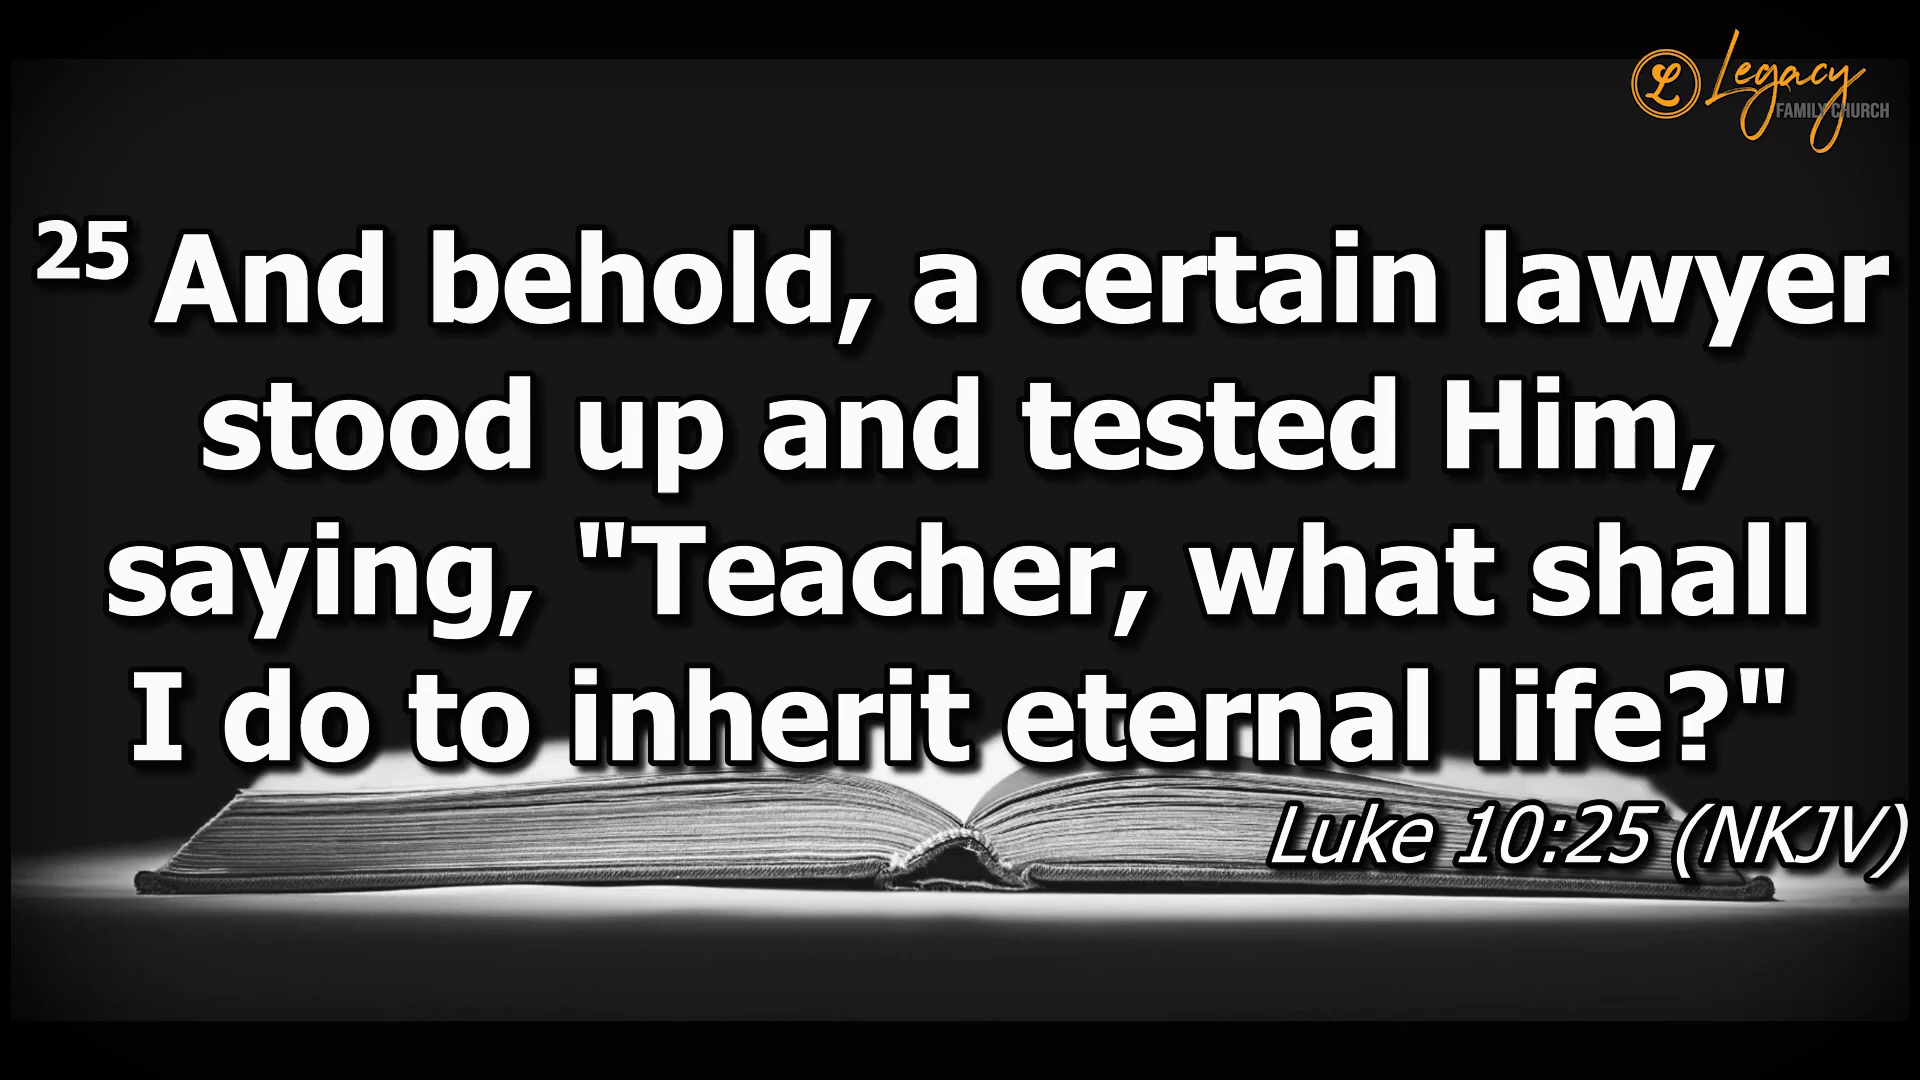 L Legacy
FAMILY CHURCH
25 And behold, a certain lawyer
stood up and tested Him,
saying, "Teacher, what shall
I do to inherit eternal life?"
Luke 10:25 (NKJV)